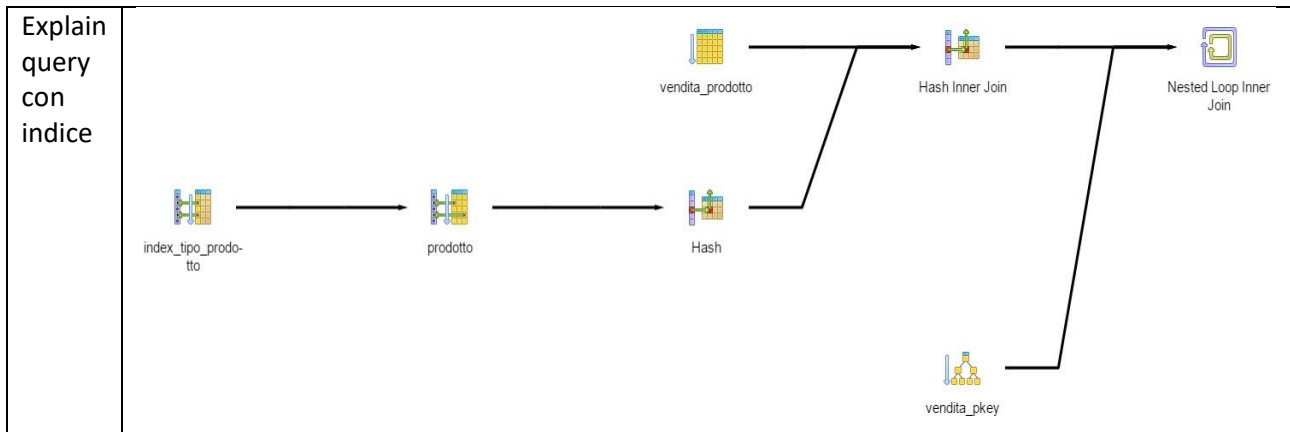 Explain
query
con
indice
vendita_prodotto
Hash Inner Join
Nested Loop Inner
Join
index_tipo_prodo-
tto
prodotto
Hash
vendita_pkey